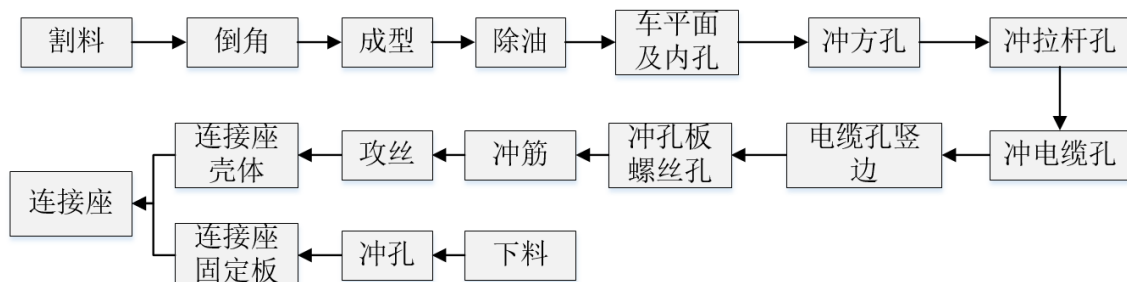 割料
倒角
成型
除油
车平面
及内孔
冲方孔
冲拉杆孔
冲电缆孔
电缆孔竖
边
冲孔板
螺丝孔
冲筋
攻丝
连接座
壳体
连接座
下料
冲孔
连接座
固定板